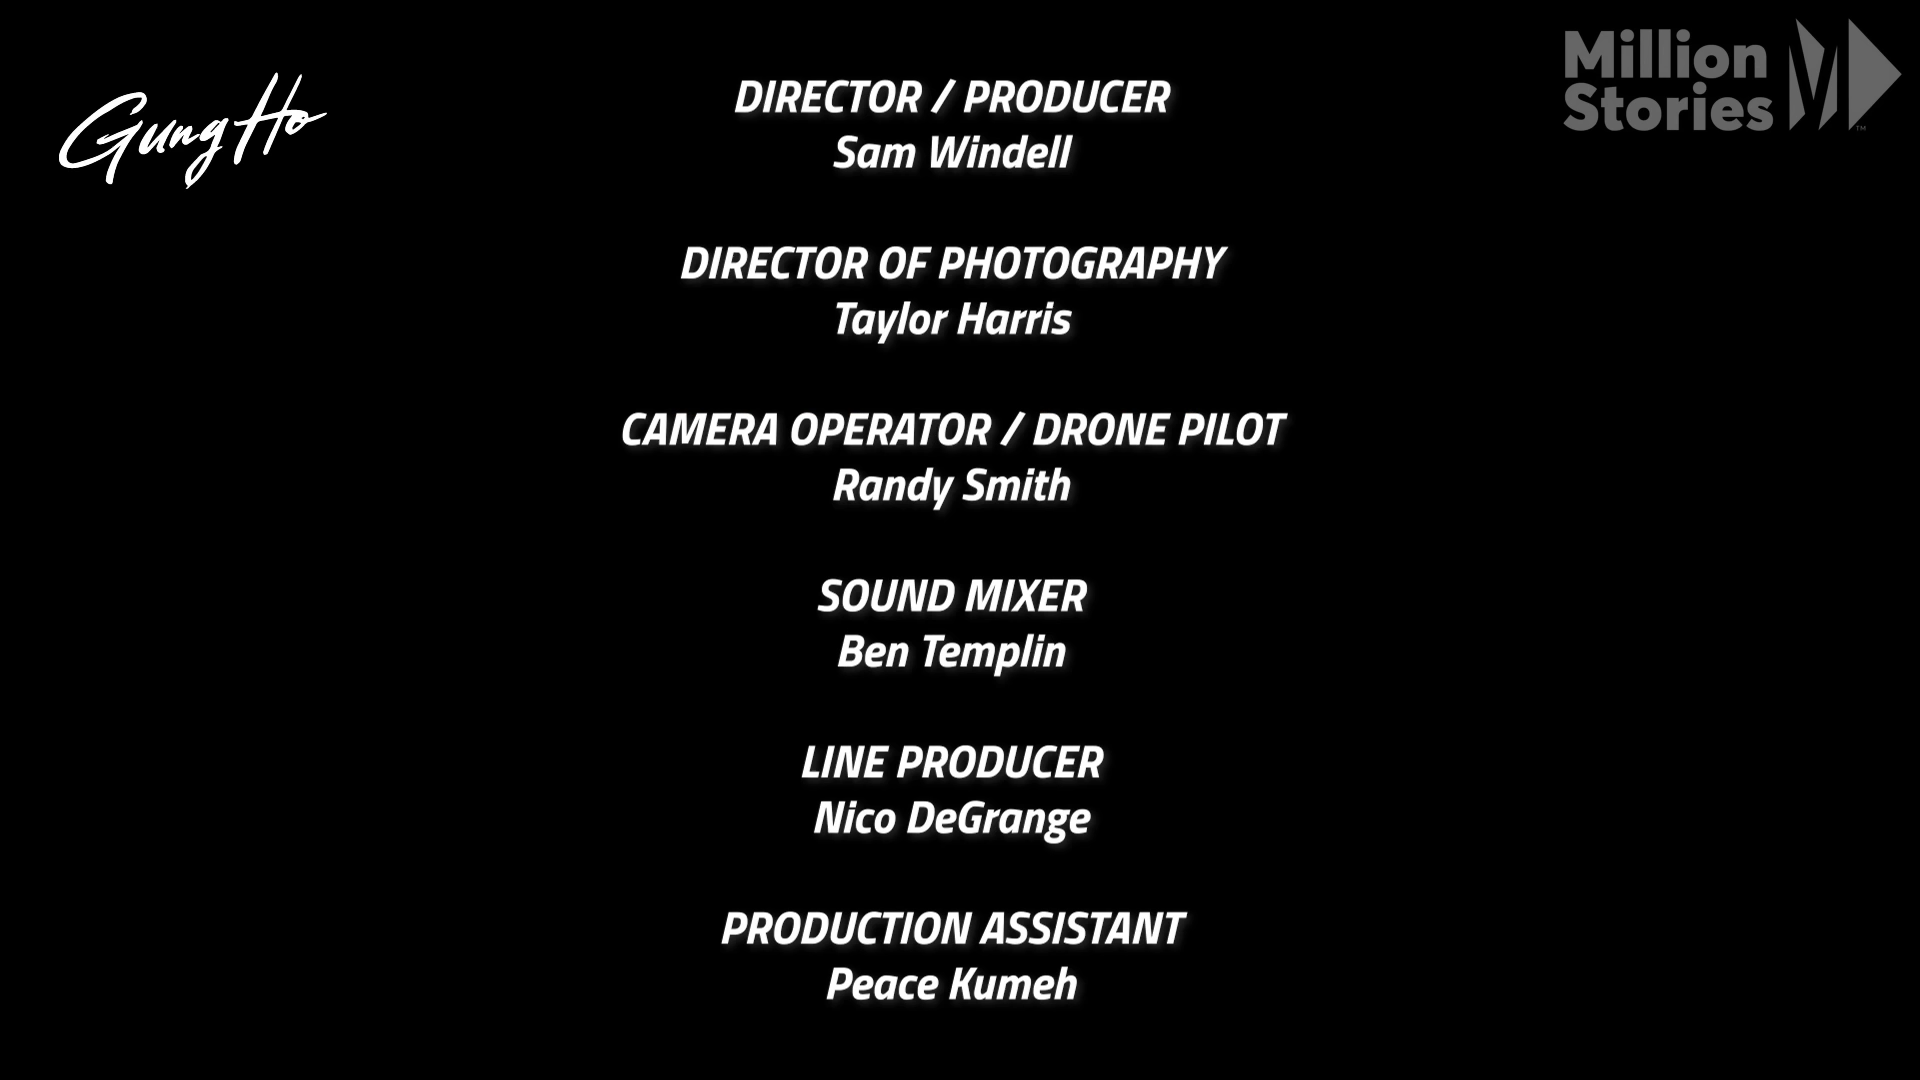 Gung Ho
Million
Stories
TM
DIRECTOR / PRODUCER
Sam Windell
DIRECTOR OF PHOTOGRAPHY
Taylor Harris
CAMERA OPERATOR / DRONE PILOT
Randy Smith
SOUND MIXER
Ben Templin
LINE PRODUCER
Nico DeGrange
PRODUCTION ASSISTANT
Peace Kumeh